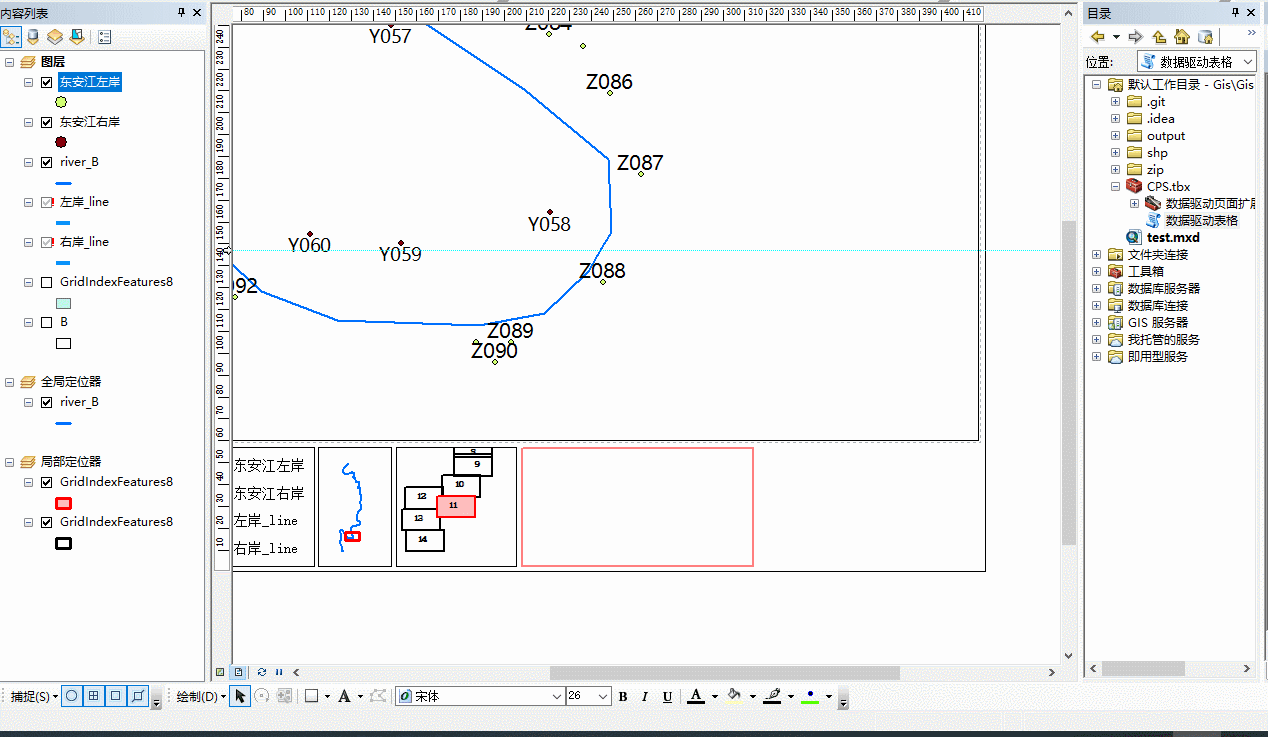 内容列表
图层
东安江左岸
东安江右岸
river_B
左岸_line
右岸_line
GridIndexFeatures8
B
全局定位器
river_B
局部定位器
GridIndexFeatures8
GridIndexFeatures8
80 90 100 110 120 130 140 150 160 170 180 190 200 210 220 230 240 250 260 270 280 290 300 310 320 330 340 350 360 370 380 390 400 410
240
230
220
210
200
190
180
170
160
150
140
130
120
110
100
90
80
70
60
50
40
30
20
10
Y057
Z084
Z086
Z087
Y058
Y060
Y059
Z088
092
Z089
Z090
东安江左岸
东安江右岸
左岸_line
右岸_line
9
10
12
11
13
14
目录
位置:
数据驱动表格
默认工作目录 - Gis\Gis
.git
.idea
output
shp
zip
CPS.tbx
数据驱动页面扩展
数据驱动表格
test.mxd
文件夹连接
工具箱
数据库服务器
数据库连接
GIS 服务器
我托管的服务
即用型服务
捕捉(S)
绘制(D)
A
宋体
26
B I U A